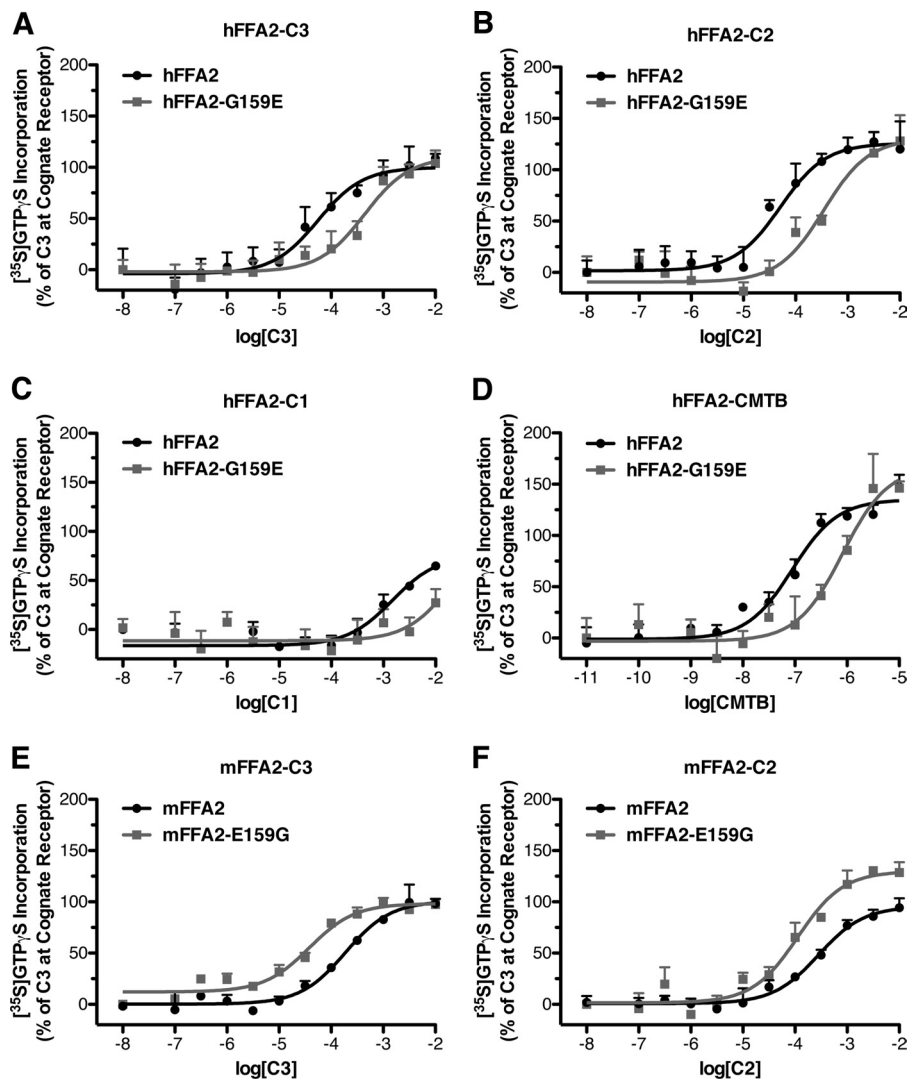 A
hFFA2-C3
[35S]GTPγS Incorporation
(% of C3 at Cognate Receptor)
200
150
100
50
0
hFFA2
hFFA2-G159E
-8 -7 -6 -5 -4 -3 -2
log[C3]
B
hFFA2-C2
[35S]GTPγS Incorporation
(% of C3 at Cognate Receptor)
200
150
100
50
0
hFFA2
hFFA2-G159E
-8 -7 -6 -5 -4 -3 -2
log[C2]
C
hFFA2-C1
[35S]GTPγS Incorporation
(% of C3 at Cognate Receptor)
200
150
100
50
0
hFFA2
hFFA2-G159E
-8 -7 -6 -5 -4 -3 -2
log[C1]
D
hFFA2-CMTB
[35S]GTPγS Incorporation
(% of C3 at Cognate Receptor)
200
150
100
50
0
hFFA2
hFFA2-G159E
-11 -10 -9 -8 -7 -6 -5
log[CMTB]
E
mFFA2-C3
[35S]GTPγS Incorporation
(% of C3 at Cognate Receptor)
200
150
100
50
0
mFFA2
mFFA2-E159G
-8 -7 -6 -5 -4 -3 -2
log[C3]
F
mFFA2-C2
[35S]GTPγS Incorporation
(% of C3 at Cognate Receptor)
200
150
100
50
0
mFFA2
mFFA2-E159G
-8 -7 -6 -5 -4 -3 -2
log[C2]